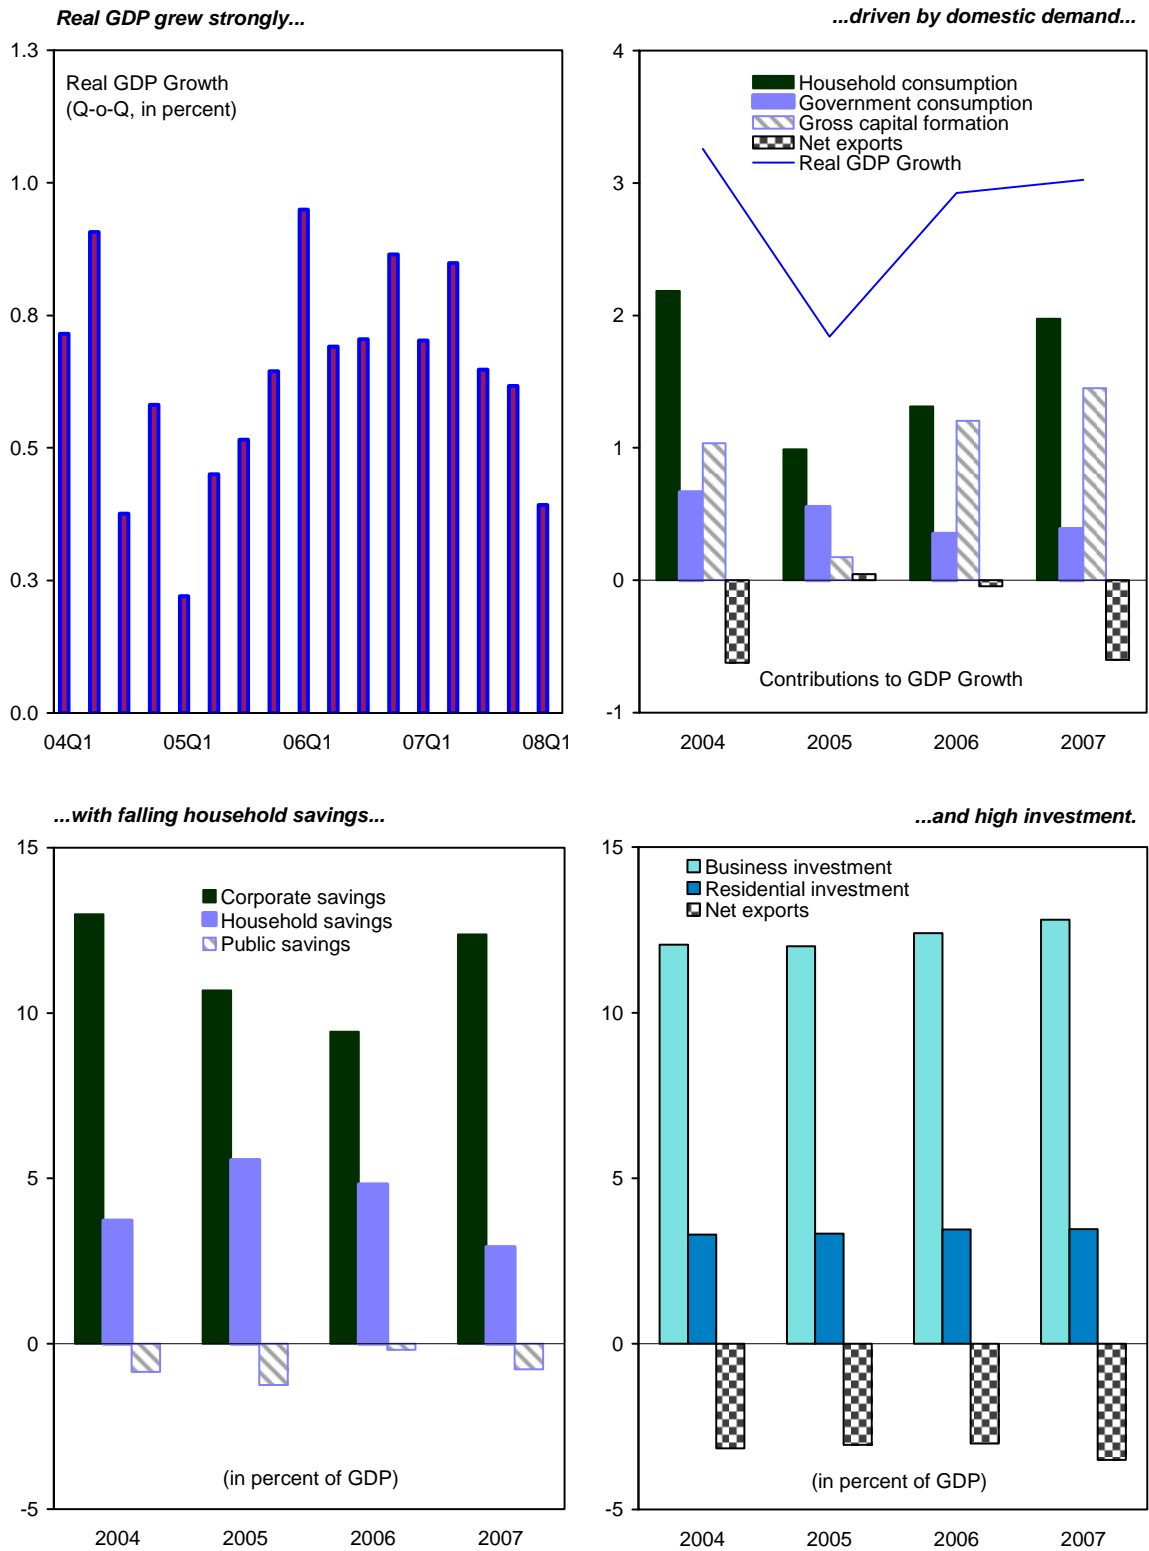 Real GDP grew strongly...
1.3
Real GDP Growth
(Q-o-Q, in percent)
1.0
0.8
0.5
0.3
0.0
04Q1 05Q1 06Q1 07Q1 08Q1
...driven by domestic demand...
4
Household consumption
Government consumption
Gross capital formation
Net exports
Real GDP Growth
3
2
1
0
Contributions to GDP Growth
-1
2004 2005 2006 2007
...with falling household savings...
15
Corporate savings
Household savings
Public savings
10
5
0
(in percent of GDP)
-5
2004 2005 2006 2007
...and high investment.
15
Business investment
Residential investment
Net exports
10
5
0
(in percent of GDP)
-5
2004 2005 2006 2007